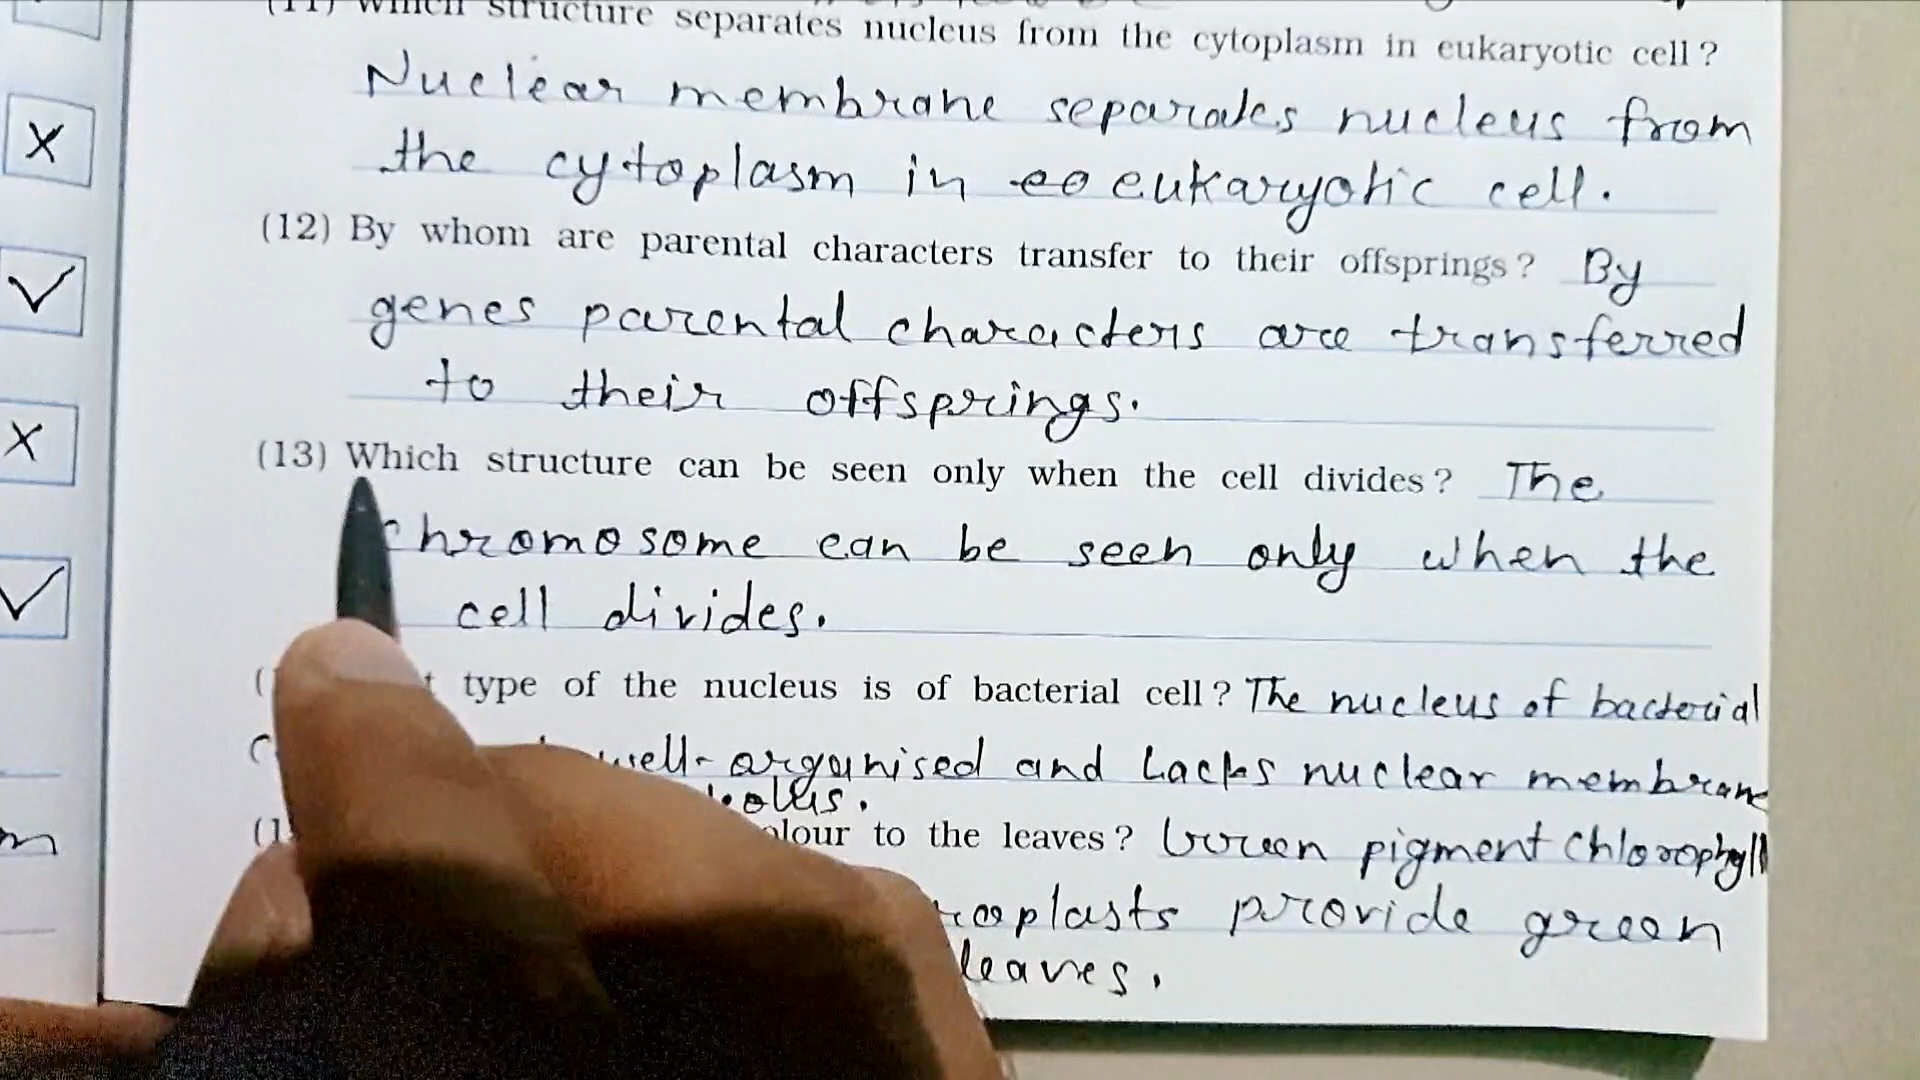 (11) Which structure separates nucleus from the cytoplasm in eukaryotic cell?
Nuclear membrane separates nucleus from
the cytoplasm in eukaryotic cell.
(12) By whom are parental characters transfer to their offsprings? By
genes parental characters are transferred
to their offsprings.
(13) Which structure can be seen only when the cell divides? The
chromosome can be seen only when the
cell divides.
type of the nucleus is of bacterial cell? The nucleus of bacterial
well-organised and Lacks nuclear membrane
to the leaves? Green pigment chlorophyll
provide green
leaves.